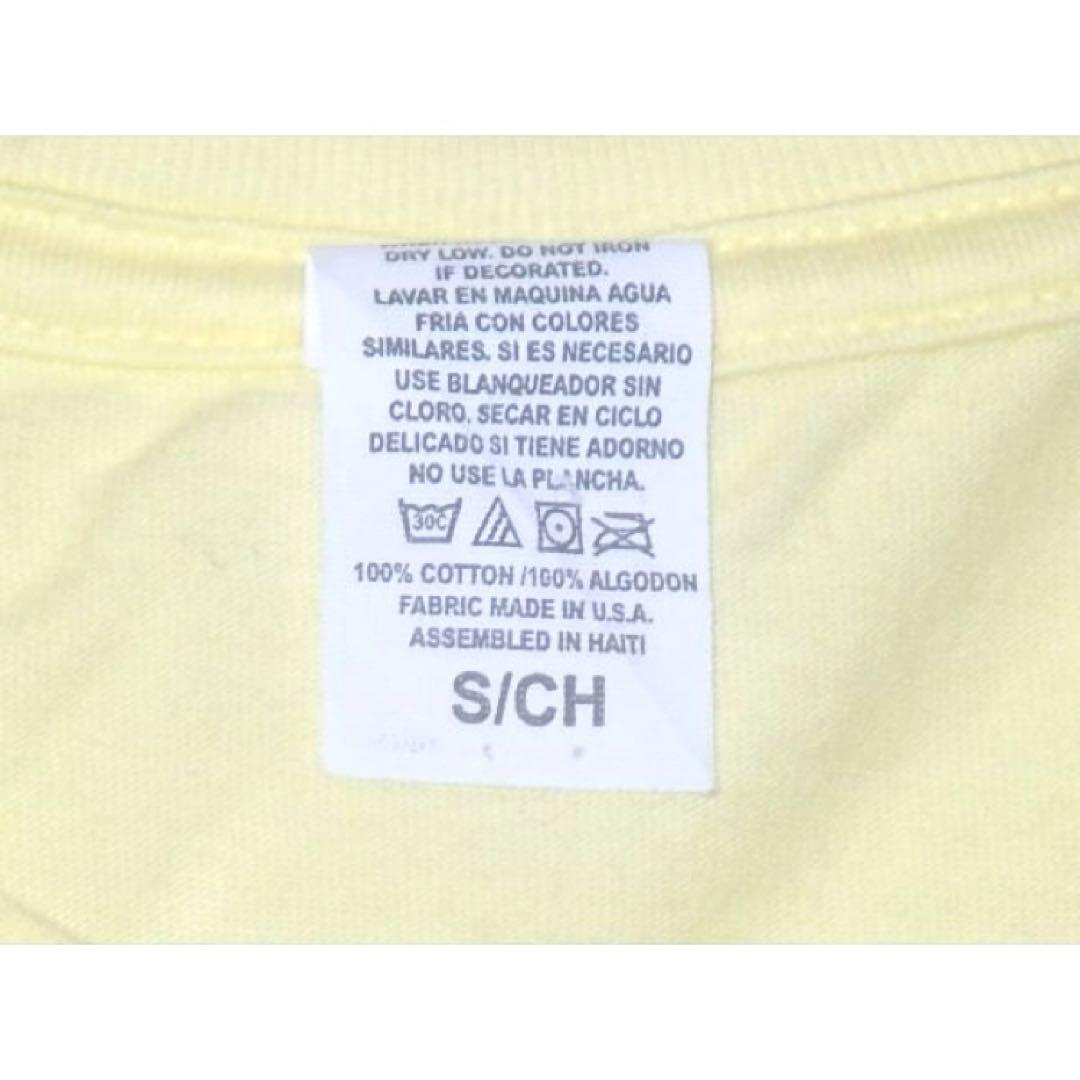 DRY LOW. DO NOT IRON
IF DECORATED.
LAVAR EN MAQUINA AGUA
FRIA CON COLORES
SIMILARES. SI ES NECESARIO
USE BLANQUEADOR SIN
CLORO. SECAR EN CICLO
DELICADO SI TIENE ADORNO
NO USE LA PLANCHA.
30C
100% COTTON /100% ALGODON
FABRIC MADE IN U.S.A.
ASSEMBLED IN HAITI
S/CH